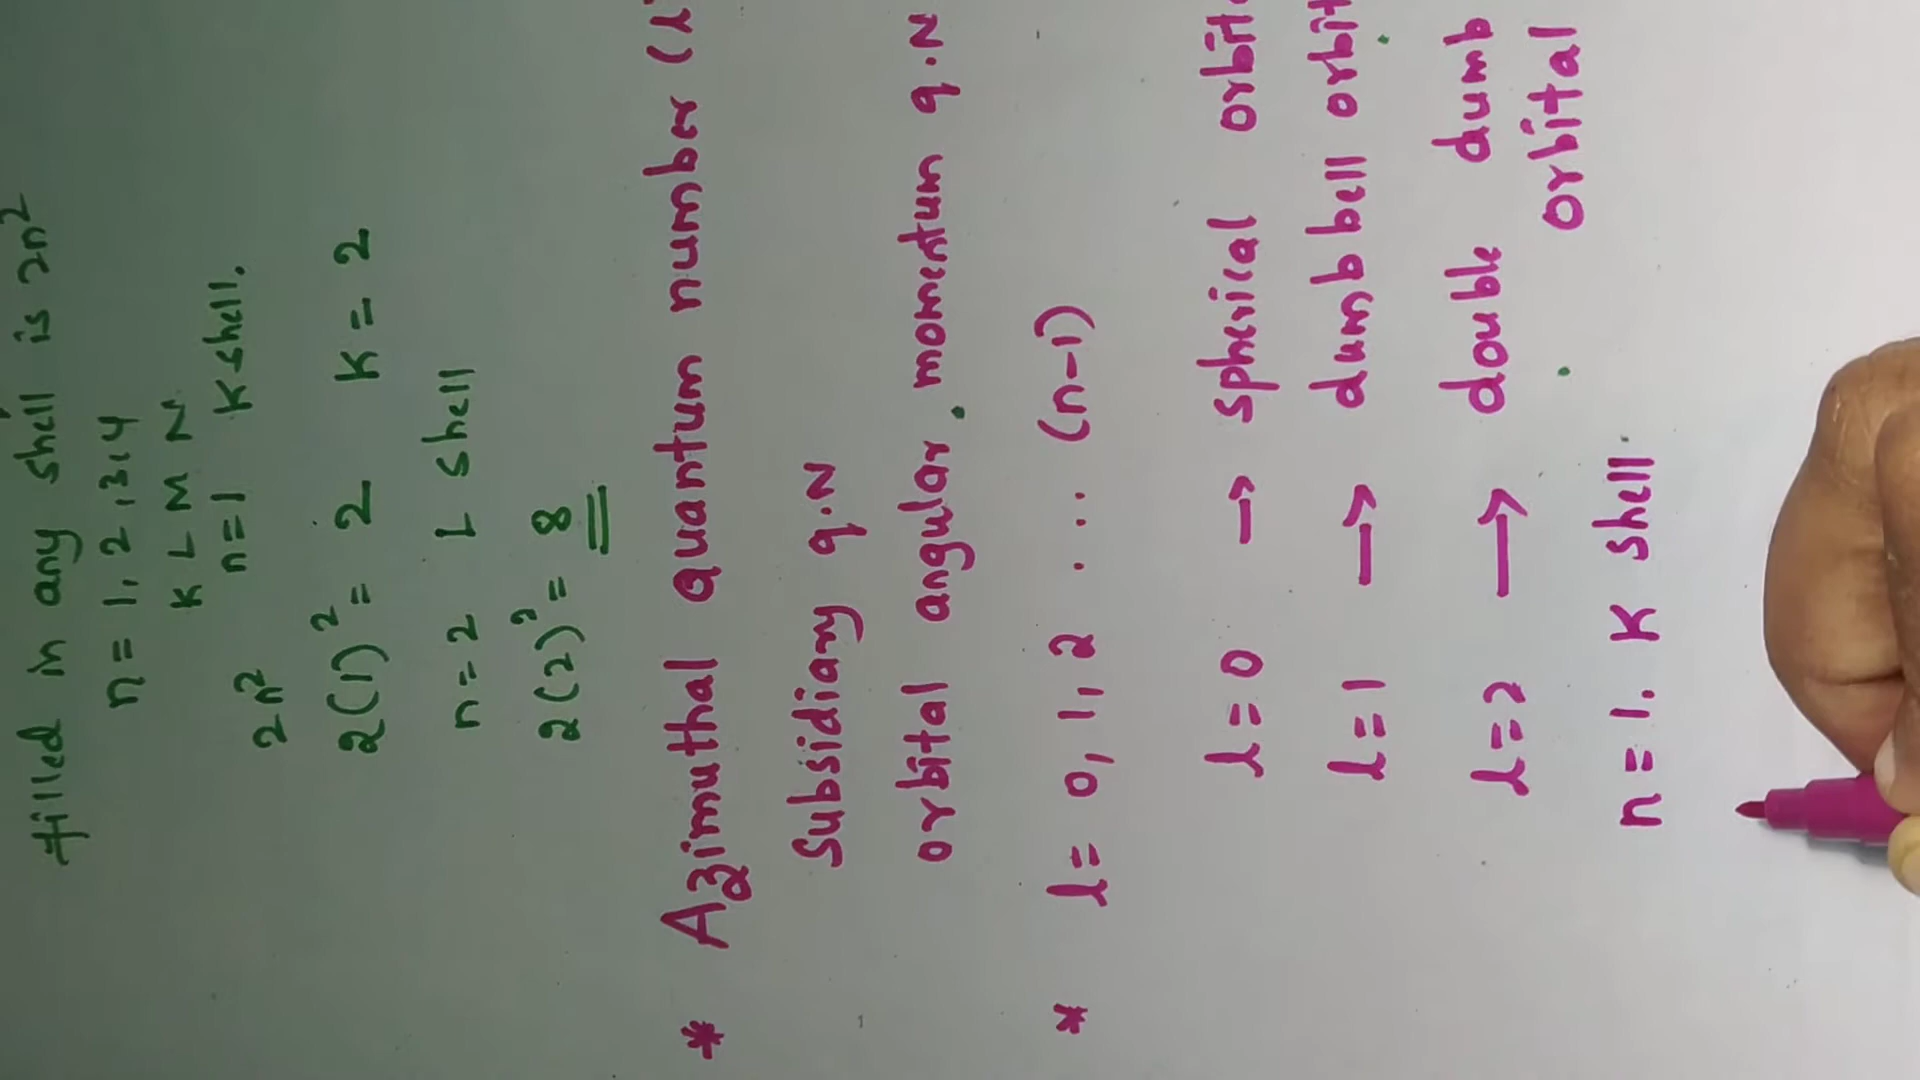 filled in any shell is 2n²
n = 1, 2, 3, 4
K L M N
n=1 K shell.
2n²
2(1)² = 2 K = 2
n=2 L shell
2(2)² = 8
* Azimuthal quantum number (l
Subsidiary q.N
orbital angular momentum q.N
* l = 0, 1, 2 .... (n-1)
l = 0 → spherical
l = 1 → dumbbell
l = 2 → double dumb
orbital
n = 1. K shell